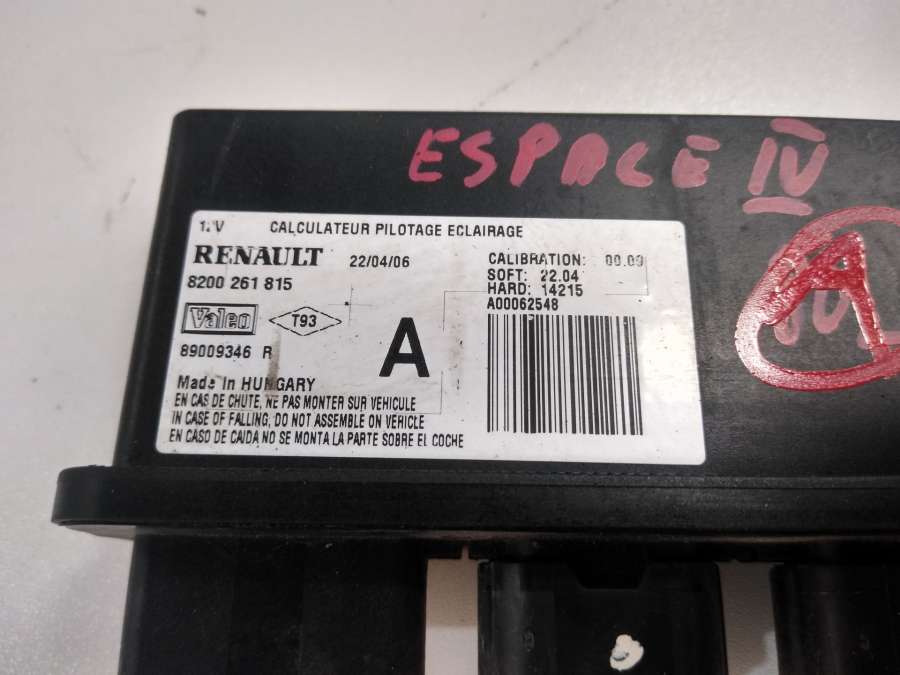 ESPACE IV
CALCULATEUR PILOTAGE ECLAIRAGE
RENAULT 22/04/06
8200 261 815
CALIBRATION: 00.00
SOFT: 22.04
HARD: 14215
A00062548
Valeo T93
A
89009346 R
Made in HUNGARY
EN CAS DE CHUTE, NE PAS MONTER SUR VEHICULE
IN CASE OF FALLING, DO NOT ASSEMBLE ON VEHICLE
EN CASO DE CAIDA NO SE MONTA LA PARTE SOBRE EL COCHE
A